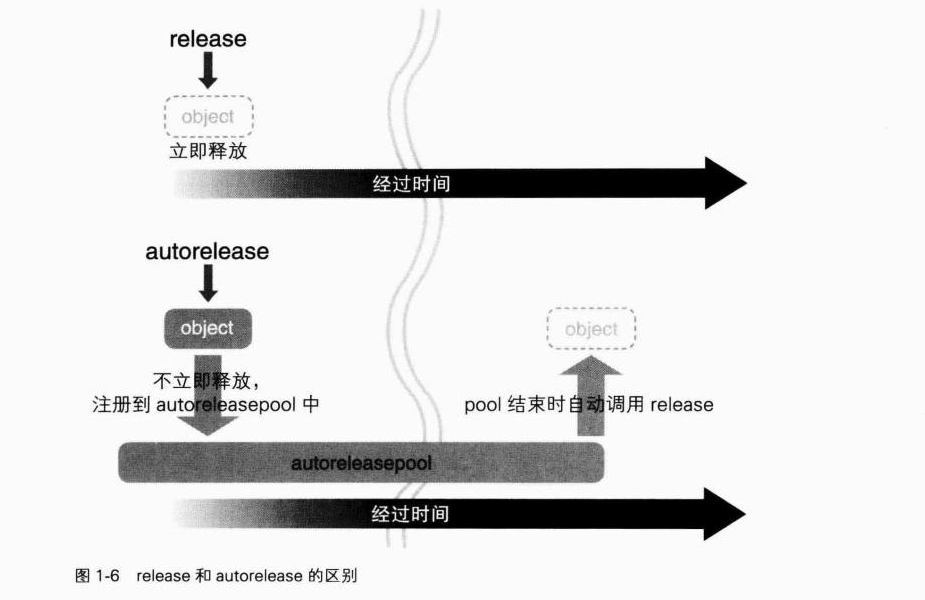 release
object
立即释放
经过时间
autorelease
object
object
不立即释放，
注册到 autoreleasepool 中
pool 结束时自动调用 release
autoreleasepool
经过时间
图 1-6 release 和 autorelease 的区别